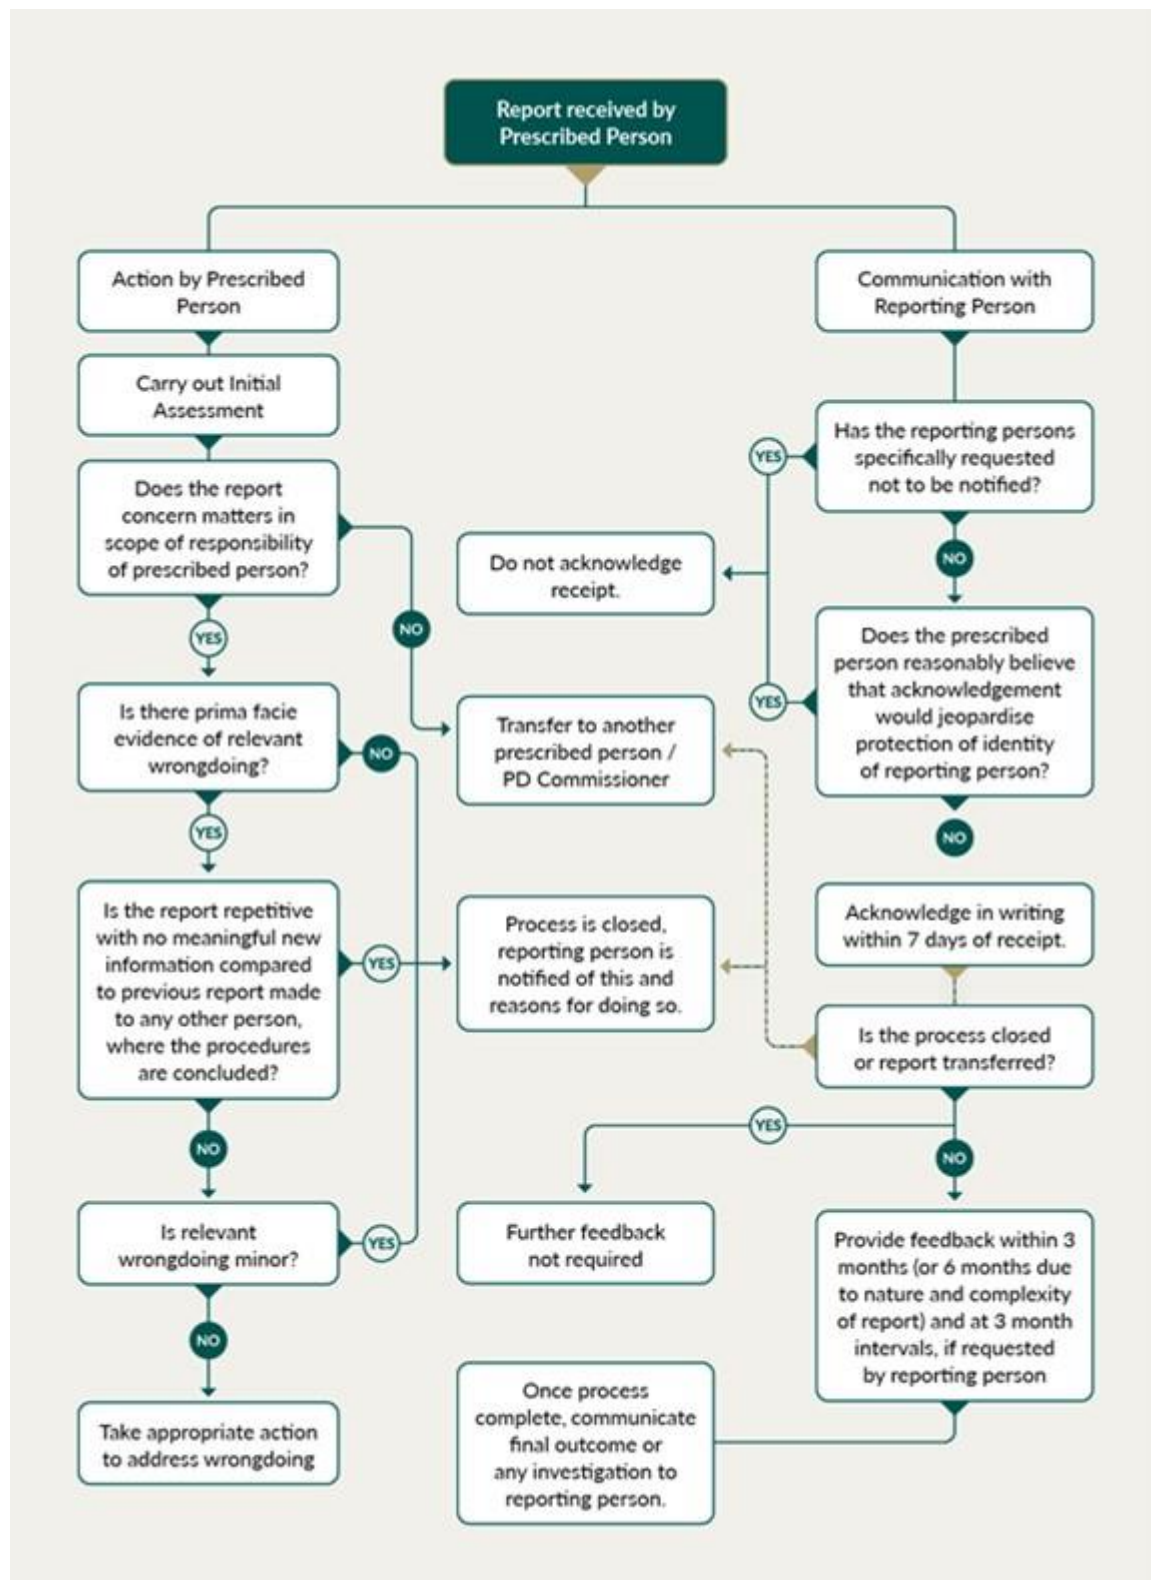 Report received by
Prescribed Person
Action by Prescribed
Person
Communication with
Reporting Person
Carry out Initial
Assessment
Has the reporting persons
specifically requested
not to be notified?
YES
Does the report
concern matters in
scope of responsibility
of prescribed person?
Do not acknowledge
receipt.
NO
NO
YES
Does the prescribed
person reasonably believe
that acknowledgement
would jeopardise
protection of identity
of reporting person?
YES
Is there prima facie
evidence of relevant
wrongdoing?
NO
Transfer to another
prescribed person /
PD Commissioner
YES
NO
Is the report repetitive
with no meaningful new
information compared
to previous report made
to any other person,
where the procedures
are concluded?
YES
Process is closed,
reporting person is
notified of this and
reasons for doing so.
Acknowledge in writing
within 7 days of receipt.
Is the process closed
or report transferred?
YES
NO
NO
Is relevant
wrongdoing minor?
YES
Further feedback
not required
Provide feedback within 3
months (or 6 months due
to nature and complexity
of report) and at 3 month
intervals, if requested
by reporting person
NO
Take appropriate action
to address wrongdoing
Once process
complete, communicate
final outcome or
any investigation to
reporting person.